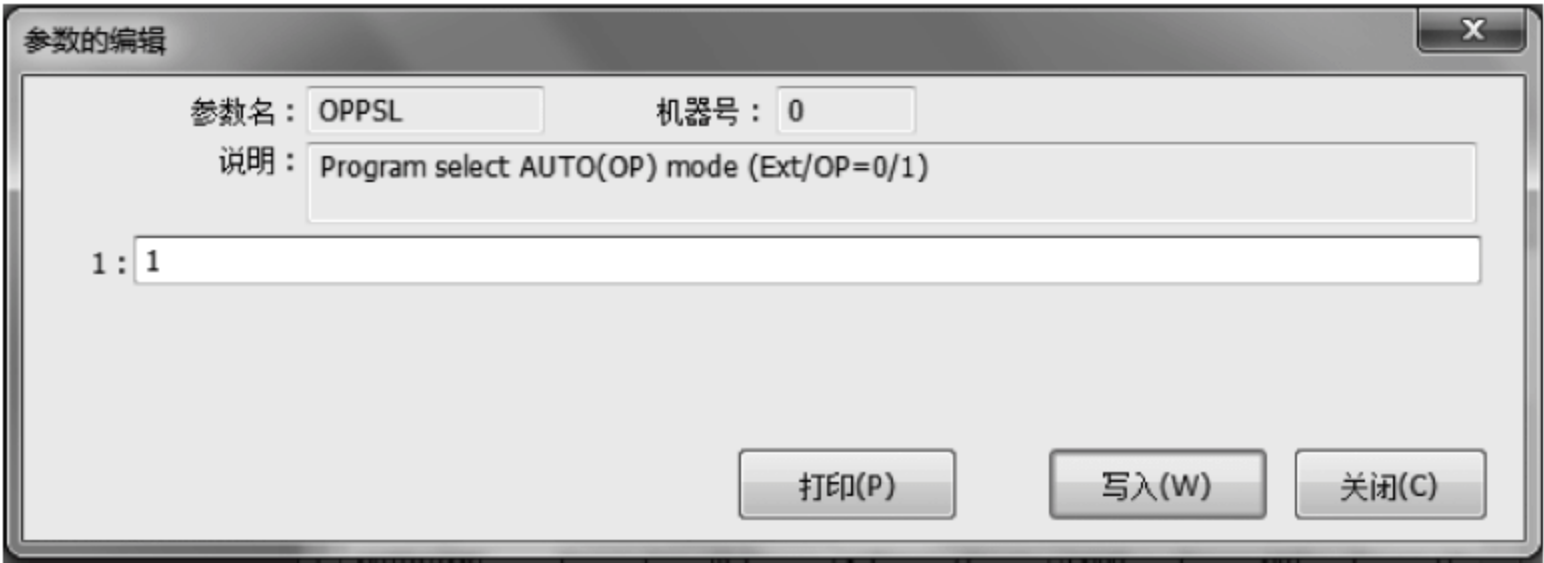 参数的编辑
X
参数名： OPPSL 机器号： 0
说明： Program select AUTO(OP) mode (Ext/OP=0/1)
1： 1
打印(P) 写入(W) 关闭(C)